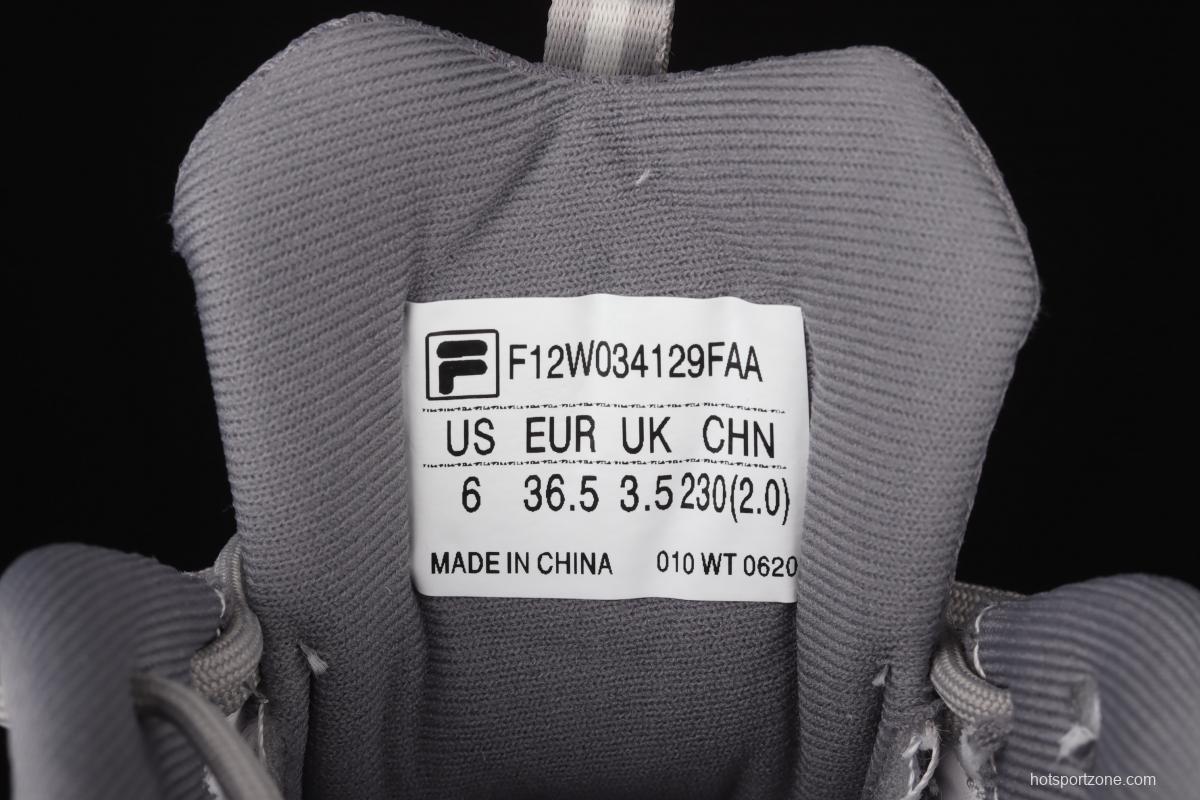 F12W034129FAA
US EUR UK CHN
6 36.5 3.5 230(2.0)
MADE IN CHINA 010 WT 0620
hotsportzone.com